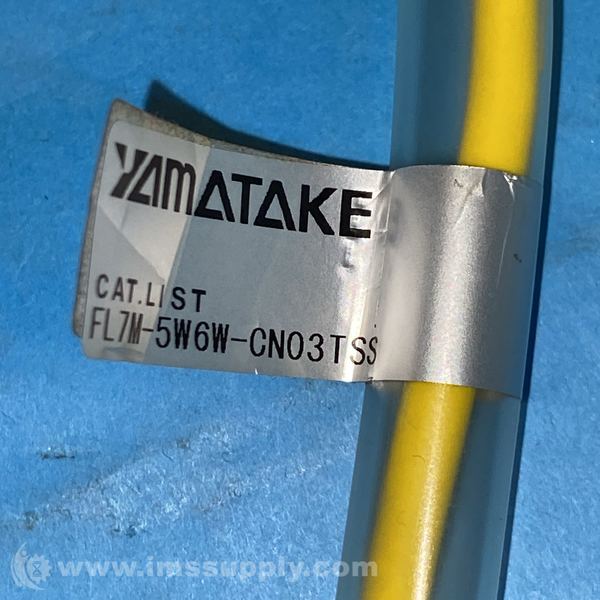 YAMATAKE
CAT.LIST
FL7M-5W6W-CN03TSS
www.imssupply.com